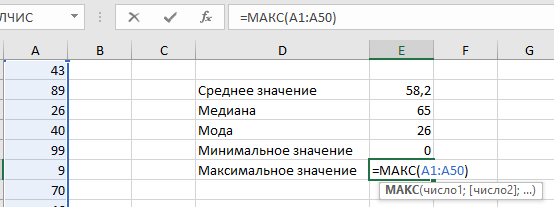 ЛЧИС =МАКС(A1:A50)
A B C D E F G
43
89 Среднее значение 58,2
26 Медиана 65
40 Мода 26
99 Минимальное значение 0
9 Максимальное значение =МАКС(A1:A50)
70 МАКС(число1; [число2]; ...)